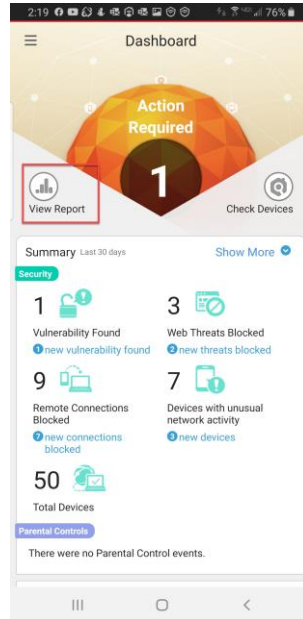 2:19
76%
Dashboard
Action
Required
1
View Report
Check Devices
Summary Last 30 days
Show More
Security
1
3
Vulnerability Found
Web Threats Blocked
1 new vulnerability found
2 new threats blocked
9
7
Remote Connections
Blocked
Devices with unusual
network activity
7 new connections
blocked
3 new devices
50
Total Devices
Parental Controls
There were no Parental Control events.